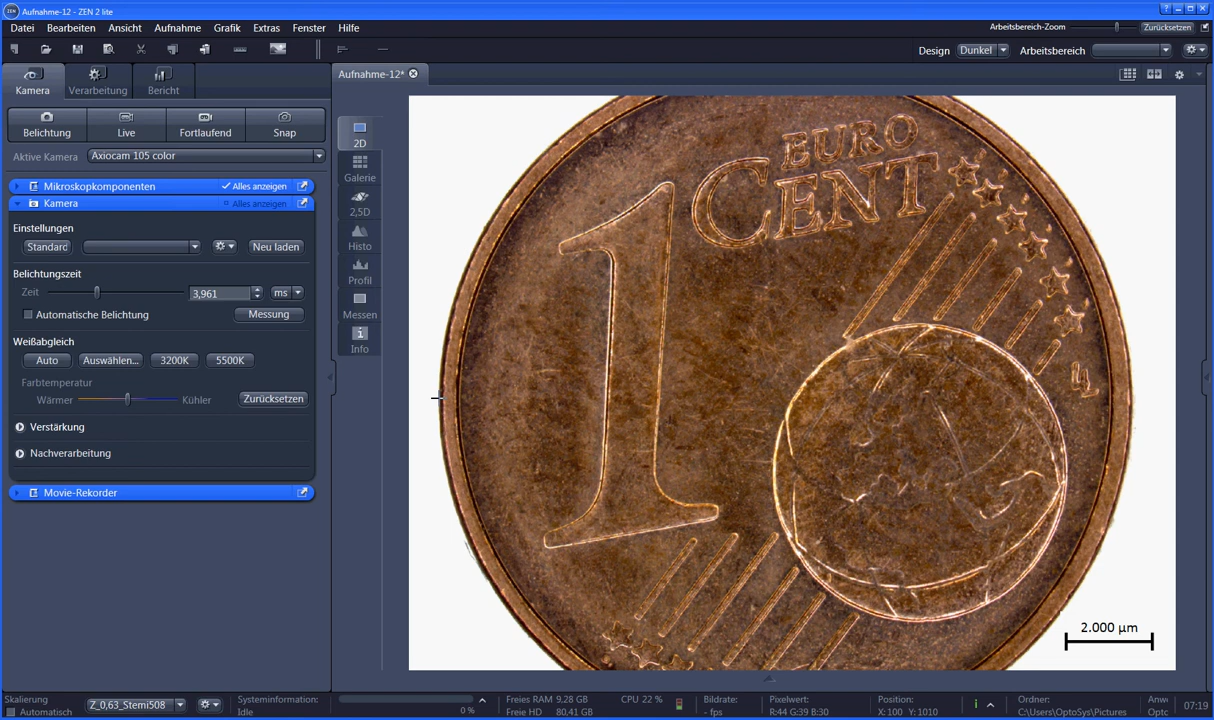 Aufnahme-12 - ZEN 2 lite
Datei Bearbeiten Ansicht Aufnahme Grafik Extras Fenster Hilfe
Arbeitsbereich-Zoom Zurücksetzen
Design Dunkel Arbeitsbereich
Kamera Verarbeitung Bericht
Aufnahme-12*
Belichtung Live Fortlaufend Snap
Aktive Kamera Axiocam 105 color
Mikroskopkomponenten Alles anzeigen
Kamera Alles anzeigen
Einstellungen
Standard Neu laden
Belichtungszeit
Zeit 3,961 ms
Automatische Belichtung Messung
Weißabgleich
Auto Auswählen... 3200K 5500K
Farbtemperatur
Wärmer Kühler Zurücksetzen
Verstärkung
Nachverarbeitung
Movie-Rekorder
2D
Galerie
2,5D
Histo
Profil
Messen
Info
1
EURO
CENT
2.000 µm
Skalierung
Automatisch
Z_0,63_Stemi508
Systeminformation:
Idle
0 %
Freies RAM 9,28 GB
Freie HD 80,41 GB
CPU 22 %
Bildrate:
- fps
Pixelwert:
R:44 G:39 B:30
Position:
X: 100 Y: 1010
Ordner:
C:\Users\OptoSys\Pictures
Anw
Optc
07:19